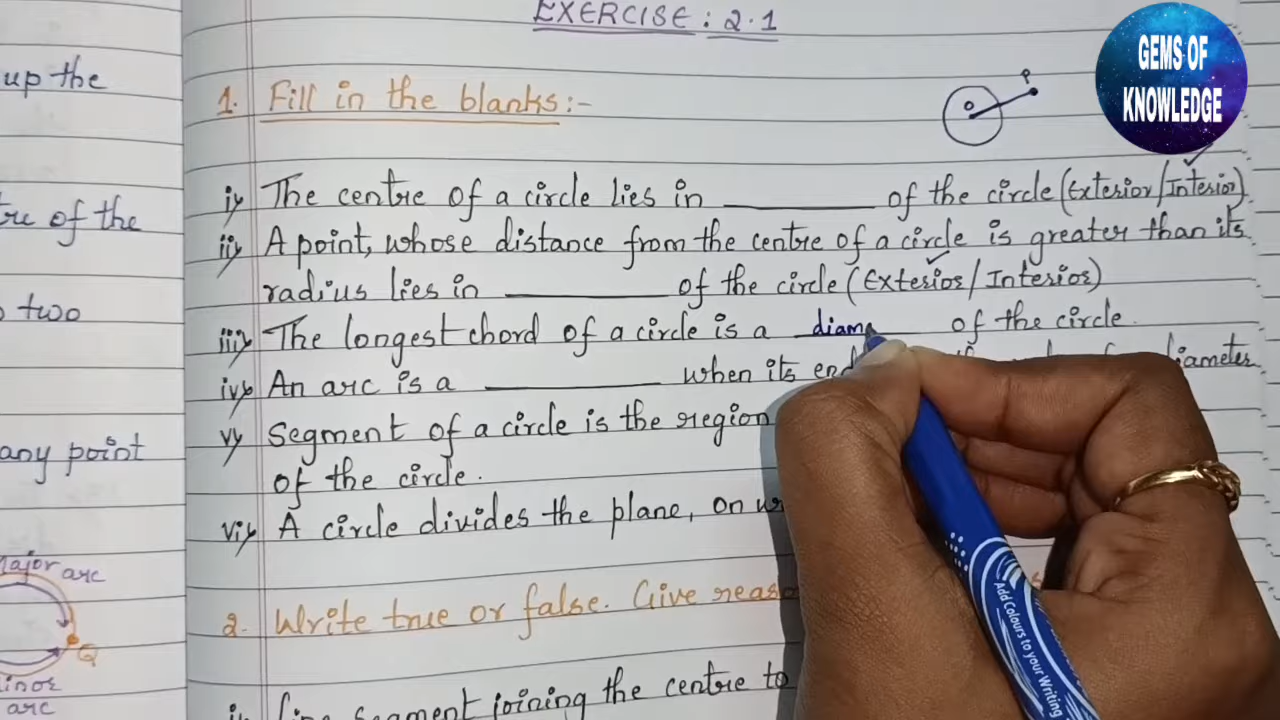 EXERCISE : 2.1
GEMS OF
KNOWLEDGE
up the
1. Fill in the blanks:-
P
O
i) The centre of a circle lies in ________ of the circle (Exterior/Interior).
tre of the
ii) A point, whose distance from the centre of a circle is greater than its
radius lies in ________ of the circle (Exterior/Interior)
two
iii) The longest chord of a circle is a diam of the circle.
iv) An arc is a ________ when its diameter
any point
v) Segment of a circle is the region
of the circle.
vi) A circle divides the plane, on
Major arc
2. Write true or false. Give
Q
minor
arc
i) Line segment joining the centre to
Add Colours to your Writing